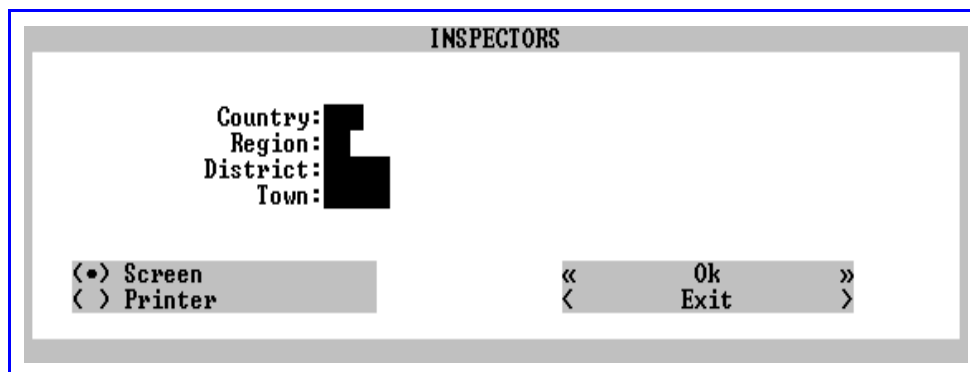 INSPECTORS
Country:
Region:
District:
Town:
(•) Screen
( ) Printer
« Ok »
< Exit >